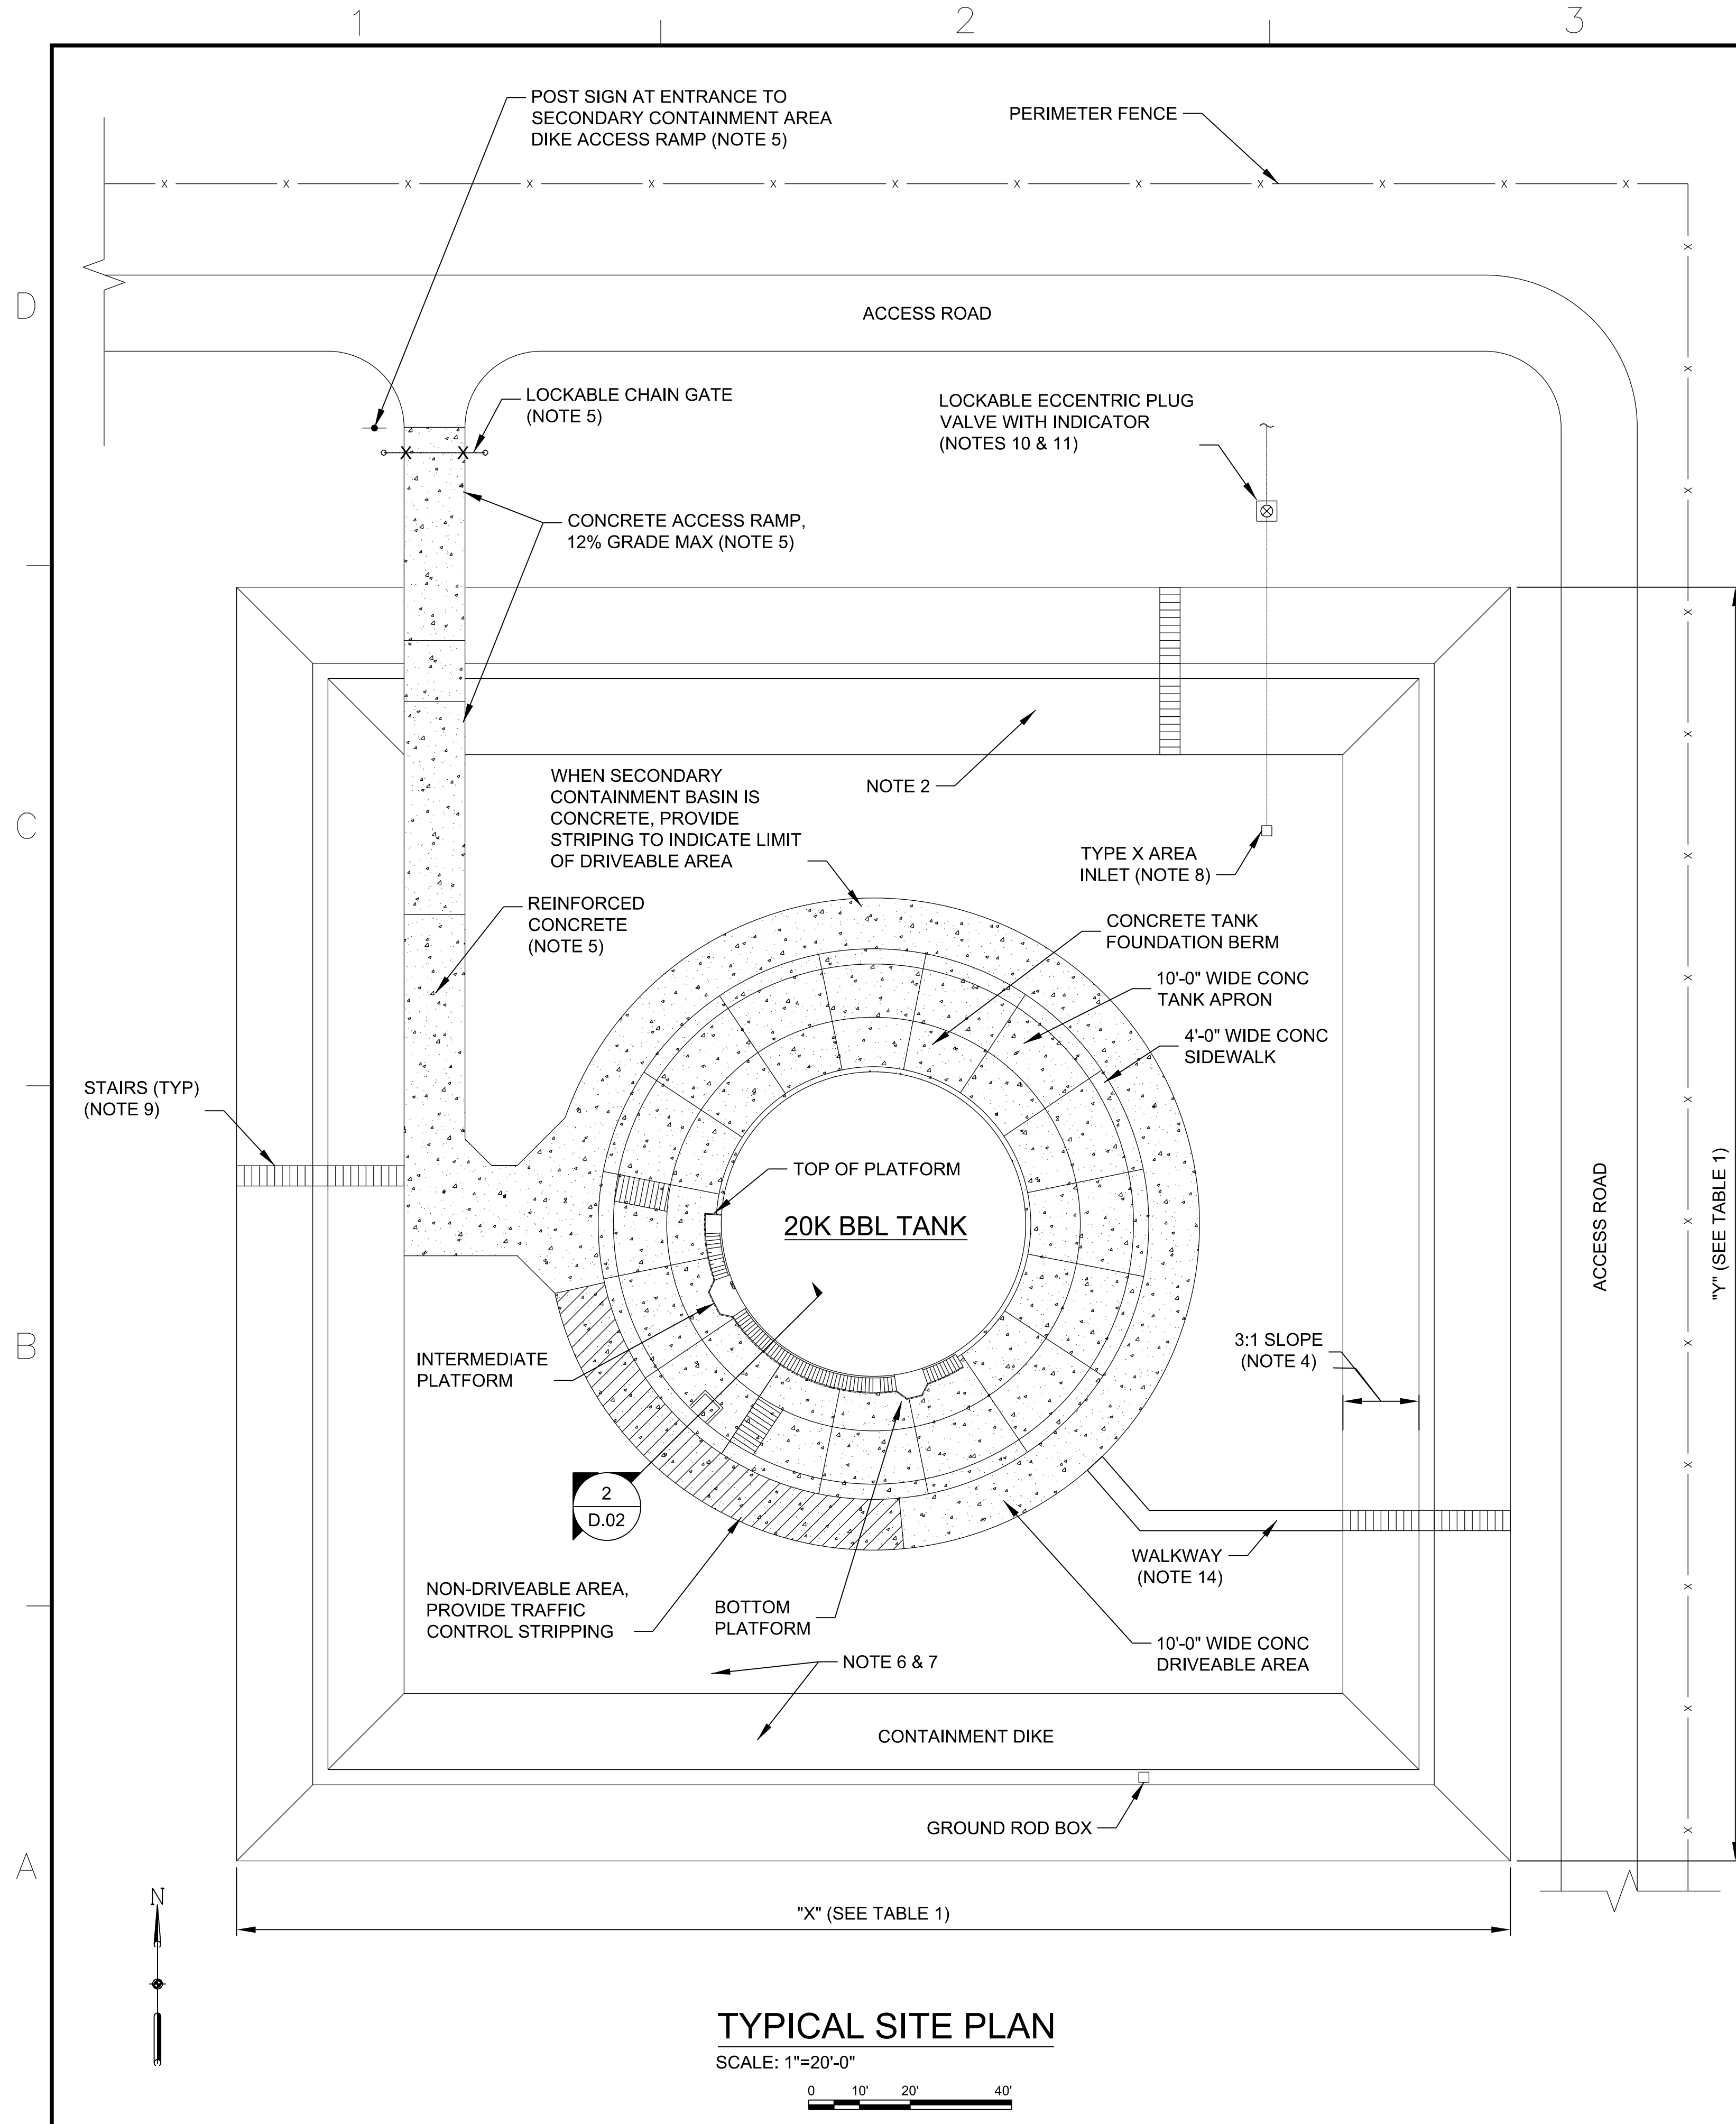 1
2
3
POST SIGN AT ENTRANCE TO
SECONDARY CONTAINMENT AREA
DIKE ACCESS RAMP (NOTE 5)
PERIMETER FENCE
D
ACCESS ROAD
LOCKABLE CHAIN GATE
(NOTE 5)
LOCKABLE ECCENTRIC PLUG
VALVE WITH INDICATOR
(NOTES 10 & 11)
CONCRETE ACCESS RAMP,
12% GRADE MAX (NOTE 5)
WHEN SECONDARY
CONTAINMENT BASIN IS
CONCRETE, PROVIDE
STRIPING TO INDICATE LIMIT
OF DRIVEABLE AREA
NOTE 2
C
TYPE X AREA
INLET (NOTE 8)
REINFORCED
CONCRETE
(NOTE 5)
CONCRETE TANK
FOUNDATION BERM
10'-0" WIDE CONC
TANK APRON
4'-0" WIDE CONC
SIDEWALK
STAIRS (TYP)
(NOTE 9)
TOP OF PLATFORM
20K BBL TANK
ACCESS ROAD
"Y" (SEE TABLE 1)
B
INTERMEDIATE
PLATFORM
3:1 SLOPE
(NOTE 4)
2
D.02
WALKWAY
(NOTE 14)
NON-DRIVEABLE AREA,
PROVIDE TRAFFIC
CONTROL STRIPPING
BOTTOM
PLATFORM
10'-0" WIDE CONC
DRIVEABLE AREA
NOTE 6 & 7
CONTAINMENT DIKE
GROUND ROD BOX
A
N
"X" (SEE TABLE 1)
TYPICAL SITE PLAN
SCALE: 1"=20'-0"
0 10' 20' 40'